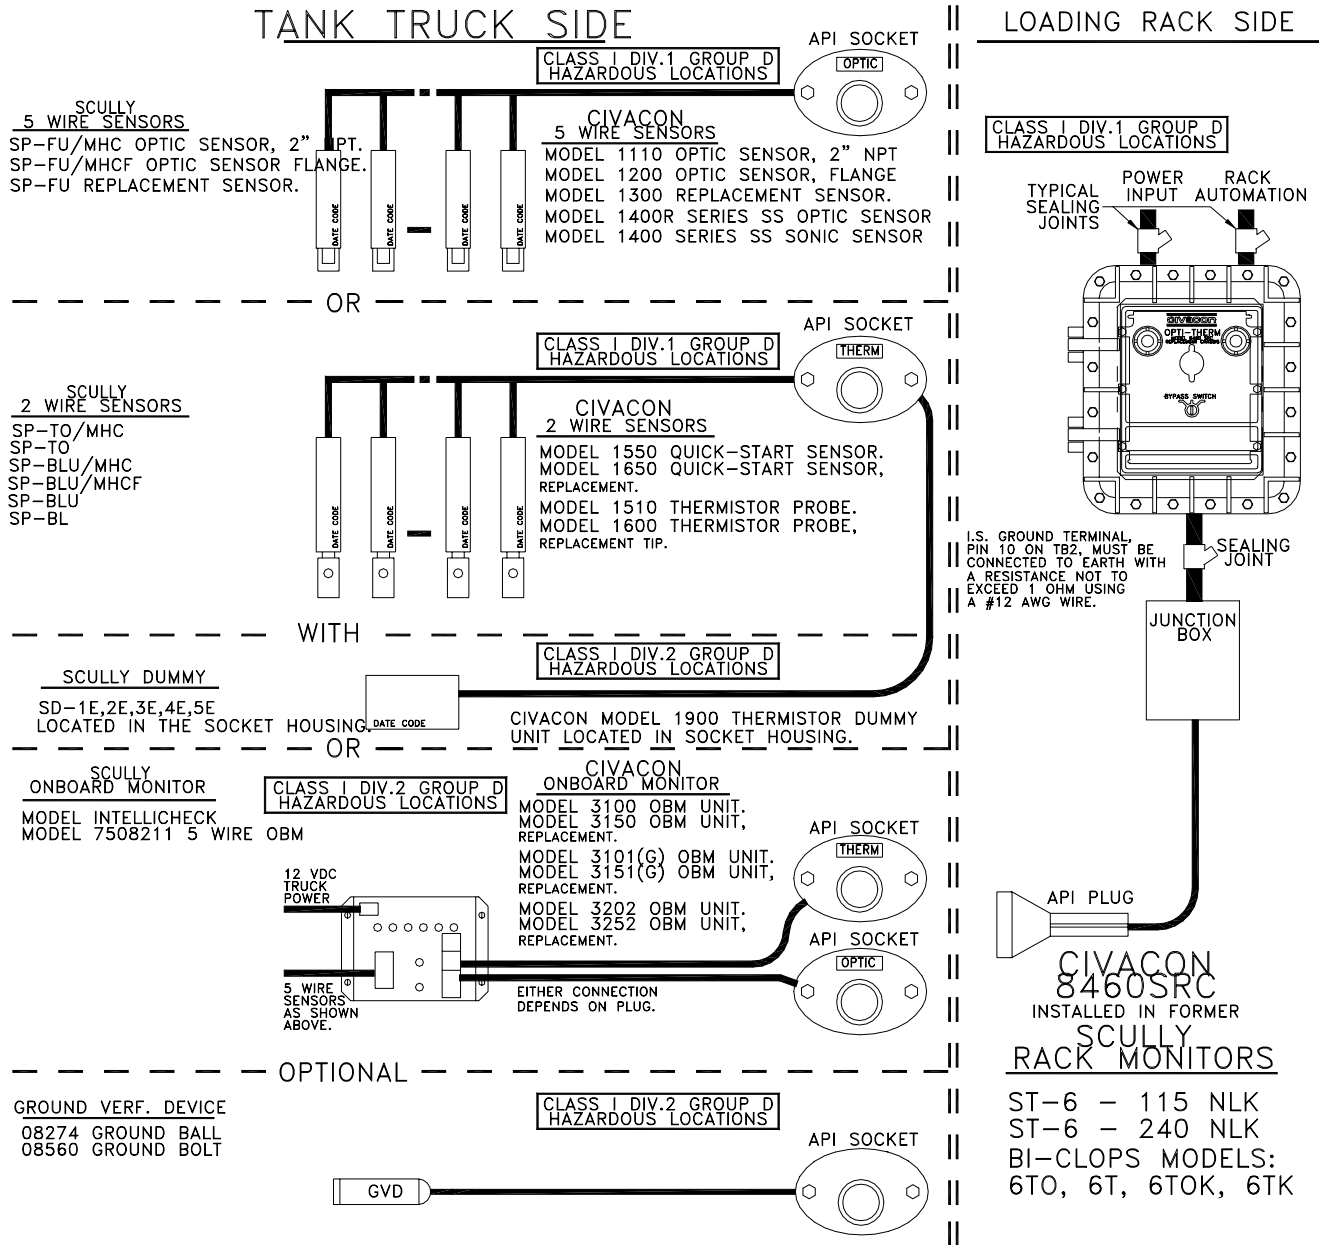 TANK TRUCK SIDE
LOADING RACK SIDE
CLASS I DIV.1 GROUP D
HAZARDOUS LOCATIONS
API SOCKET
OPTIC
SCULLY
5 WIRE SENSORS
SP-FU/MHC OPTIC SENSOR, 2" NPT.
SP-FU/MHCF OPTIC SENSOR FLANGE.
SP-FU REPLACEMENT SENSOR.
DATE CODE
DATE CODE
DATE CODE
DATE CODE
CIVACON
5 WIRE SENSORS
MODEL 1110 OPTIC SENSOR, 2" NPT
MODEL 1200 OPTIC SENSOR, FLANGE
MODEL 1300 REPLACEMENT SENSOR.
MODEL 1400R SERIES SS OPTIC SENSOR
MODEL 1400 SERIES SS SONIC SENSOR
OR
CLASS I DIV.1 GROUP D
HAZARDOUS LOCATIONS
API SOCKET
THERM
SCULLY
2 WIRE SENSORS
SP-TO/MHC
SP-TO
SP-BLU/MHC
SP-BLU/MHCF
SP-BLU
SP-BL
DATE CODE
DATE CODE
DATE CODE
DATE CODE
CIVACON
2 WIRE SENSORS
MODEL 1550 QUICK-START SENSOR.
MODEL 1650 QUICK-START SENSOR,
REPLACEMENT.
MODEL 1510 THERMISTOR PROBE.
MODEL 1600 THERMISTOR PROBE,
REPLACEMENT TIP.
WITH
CLASS I DIV.2 GROUP D
HAZARDOUS LOCATIONS
SCULLY DUMMY
SD-1E,2E,3E,4E,5E
LOCATED IN THE SOCKET HOUSING.
DATE CODE
CIVACON MODEL 1900 THERMISTOR DUMMY
UNIT LOCATED IN SOCKET HOUSING.
OR
SCULLY
ONBOARD MONITOR
MODEL INTELLICHECK
MODEL 7508211 5 WIRE OBM
CLASS I DIV.2 GROUP D
HAZARDOUS LOCATIONS
CIVACON
ONBOARD MONITOR
MODEL 3100 OBM UNIT.
MODEL 3150 OBM UNIT,
REPLACEMENT.
MODEL 3101(G) OBM UNIT.
MODEL 3151(G) OBM UNIT,
REPLACEMENT.
MODEL 3202 OBM UNIT.
MODEL 3252 OBM UNIT,
REPLACEMENT.
12 VDC
TRUCK
POWER
5 WIRE
SENSORS
AS SHOWN
ABOVE.
EITHER CONNECTION
DEPENDS ON PLUG.
API SOCKET
THERM
API SOCKET
OPTIC
OPTIONAL
GROUND VERF. DEVICE
08274 GROUND BALL
08560 GROUND BOLT
CLASS I DIV.2 GROUP D
HAZARDOUS LOCATIONS
API SOCKET
GVD
CLASS I DIV.1 GROUP D
HAZARDOUS LOCATIONS
TYPICAL
SEALING
JOINTS
POWER
INPUT
RACK
AUTOMATION
CIVACON
OPTI-THERM
BYPASS SWITCH
I.S. GROUND TERMINAL,
PIN 10 ON TB2, MUST BE
CONNECTED TO EARTH WITH
A RESISTANCE NOT TO
EXCEED 1 OHM USING
A #12 AWG WIRE.
SEALING
JOINT
JUNCTION
BOX
API PLUG
CIVACON
8460SRC
INSTALLED IN FORMER
SCULLY
RACK MONITORS
ST-6 - 115 NLK
ST-6 - 240 NLK
BI-CLOPS MODELS:
6TO, 6T, 6TOK, 6TK